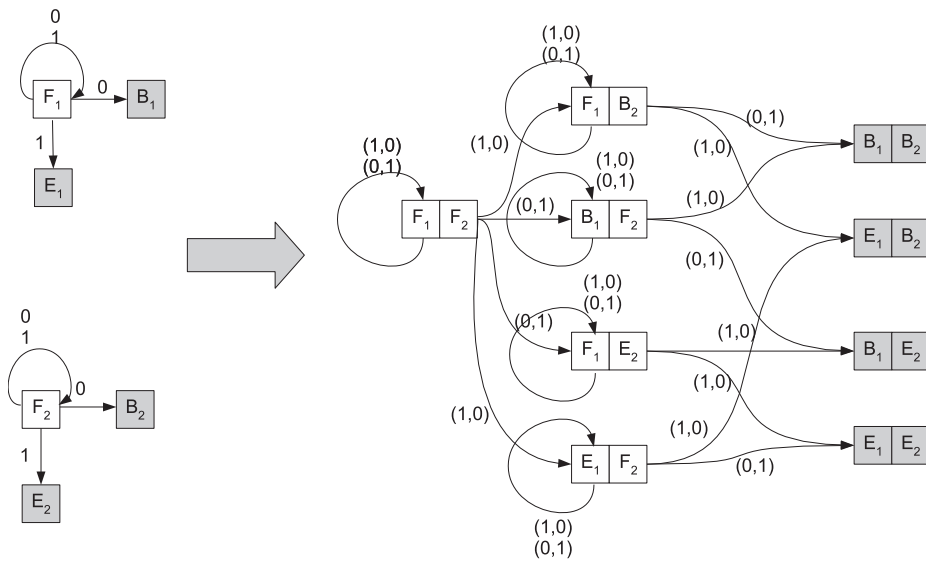 0
1
0
F₁
B₁
1
E₁
0
1
0
F₂
B₂
1
E₂
(1,0)
(0,1)
F₁ F₂
(1,0)
(0,1)
(0,1)
(1,0)
(1,0)
(0,1)
F₁ B₂
(1,0)
(0,1)
B₁ F₂
(1,0)
(0,1)
F₁ E₂
E₁ F₂
(1,0)
(0,1)
(0,1)
(1,0)
(1,0)
(0,1)
(1,0)
(1,0)
(1,0)
(0,1)
B₁ B₂
E₁ B₂
B₁ E₂
E₁ E₂